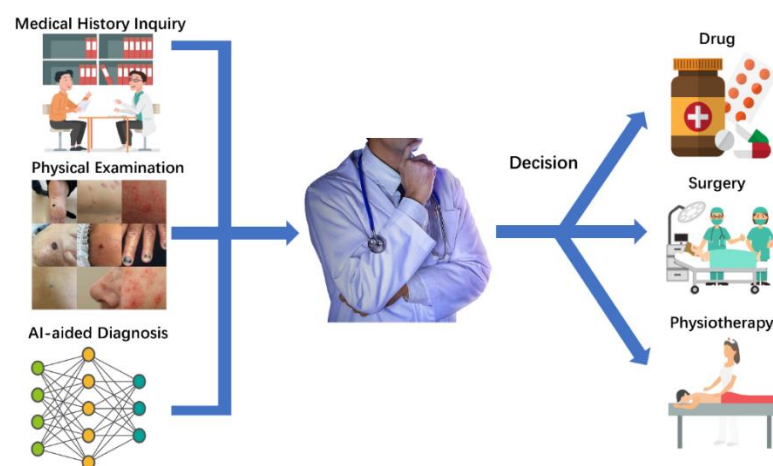 Medical History Inquiry
Physical Examination
AI-aided Diagnosis
Decision
Drug
Surgery
Physiotherapy